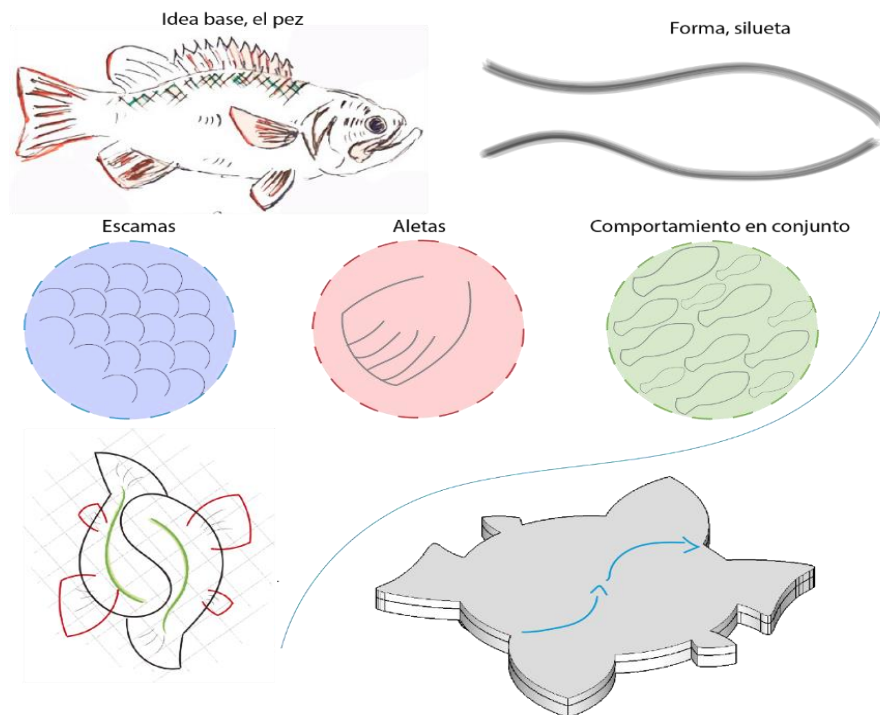 Idea base, el pez
Forma, silueta
Escamas
Aletas
Comportamiento en conjunto